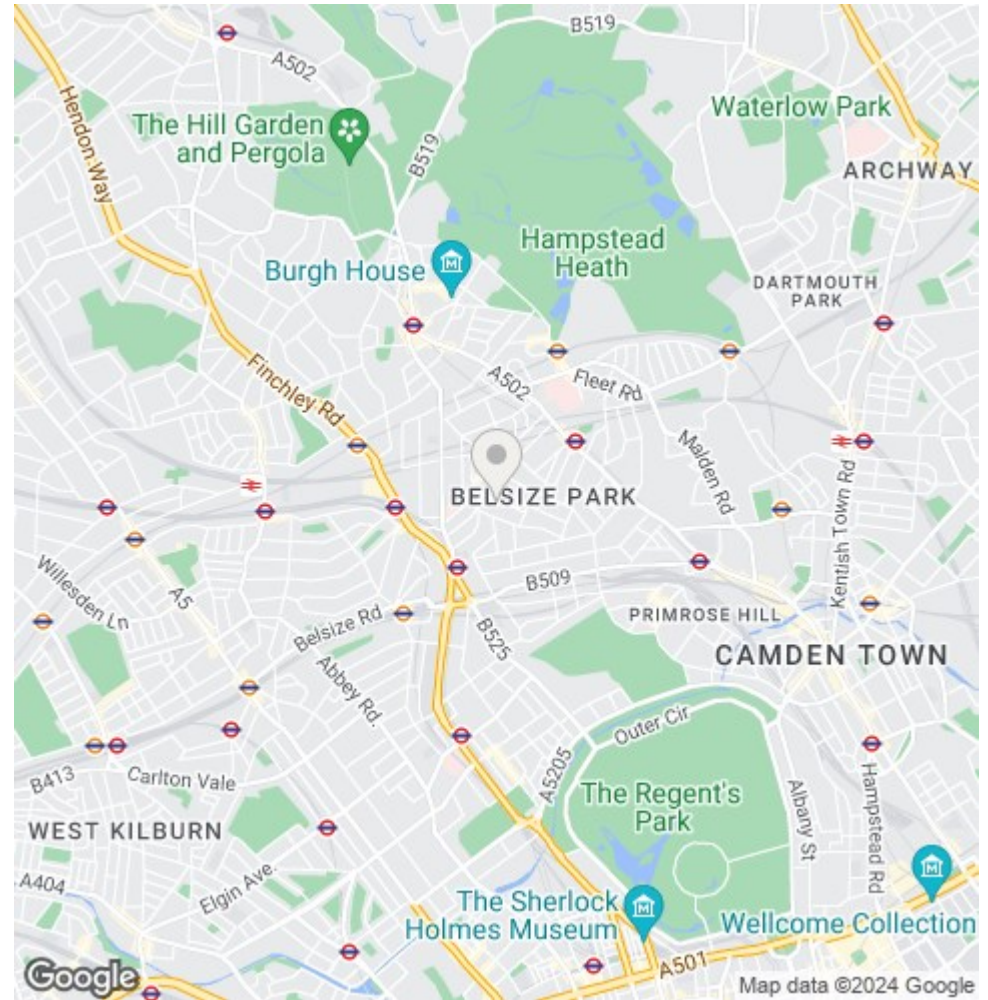 B519
A502
Hendon Way
The Hill Garden
and Pergola
B519
Waterlow Park
ARCHWAY
Hampstead
Heath
Burgh House
DARTMOUTH
PARK
A502
Fleet Rd
Finchley Rd
Malden Rd
BELSIZE PARK
Kentish Town Rd
Willesden Ln
A5
B509
Belsize Rd
B525
PRIMROSE HILL
CAMDEN TOWN
Abbey Rd.
Outer Cir
A5205
B413
Carlton Vale
The Regent's
Park
Albany St
Hampstead Rd
WEST KILBURN
Elgin Ave.
A404
The Sherlock
Holmes Museum
Wellcome Collection
A501
Google
Map data ©2024 Google